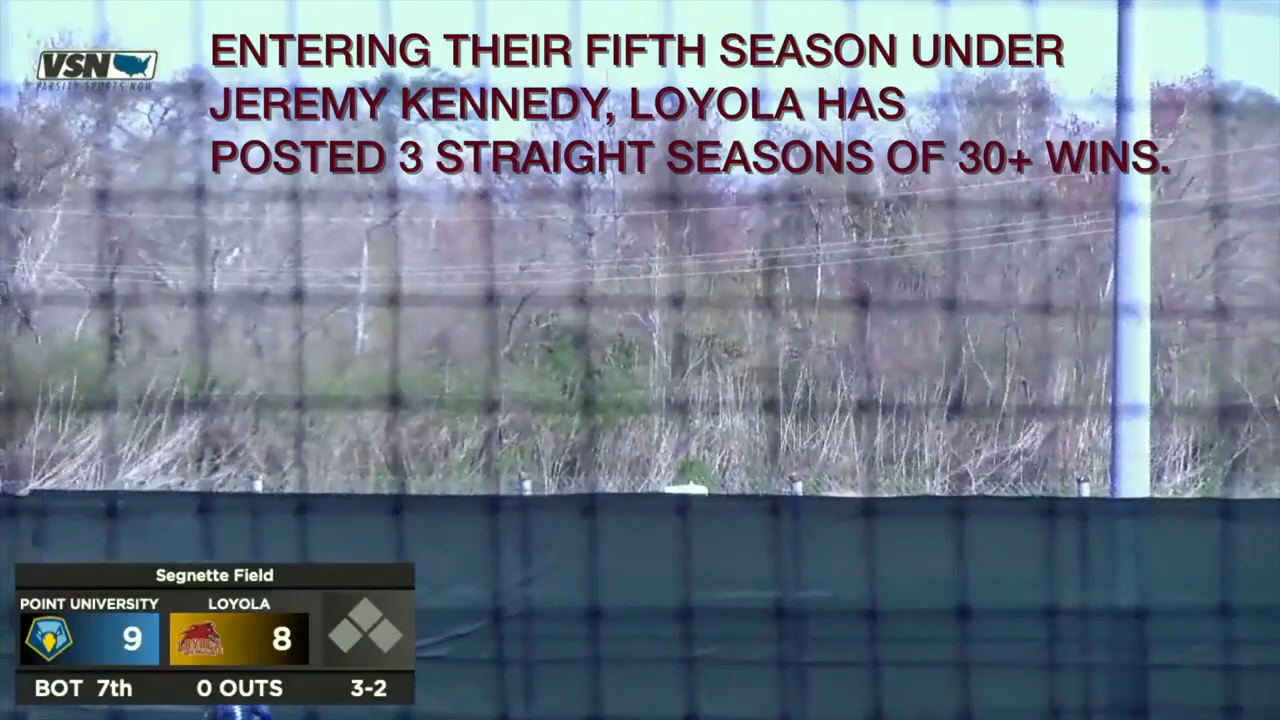 VSN
VARSITY SPORTS NOW
ENTERING THEIR FIFTH SEASON UNDER
JEREMY KENNEDY, LOYOLA HAS
POSTED 3 STRAIGHT SEASONS OF 30+ WINS.
Segnette Field
POINT UNIVERSITY LOYOLA
9 8
BOT 7th 0 OUTS 3-2